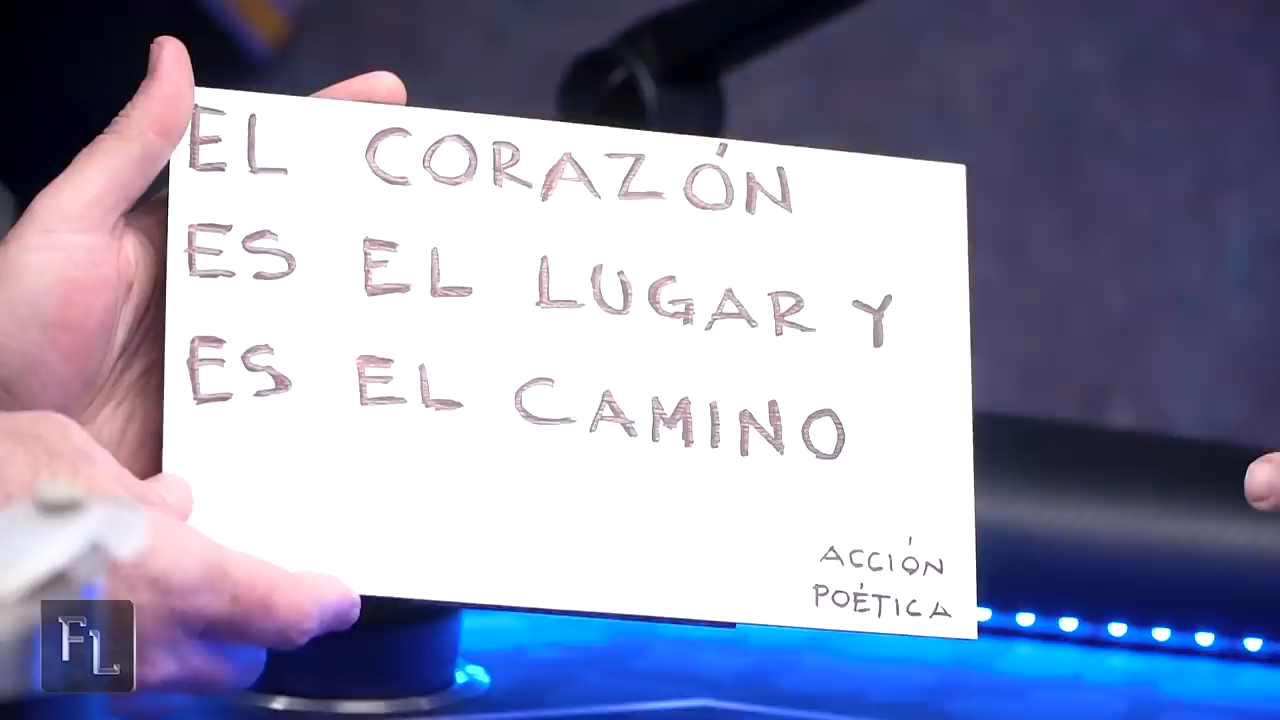 EL CORAZÓN
ES EL LUGAR Y
ES EL CAMINO
ACCIÓN
POÉTICA
FL